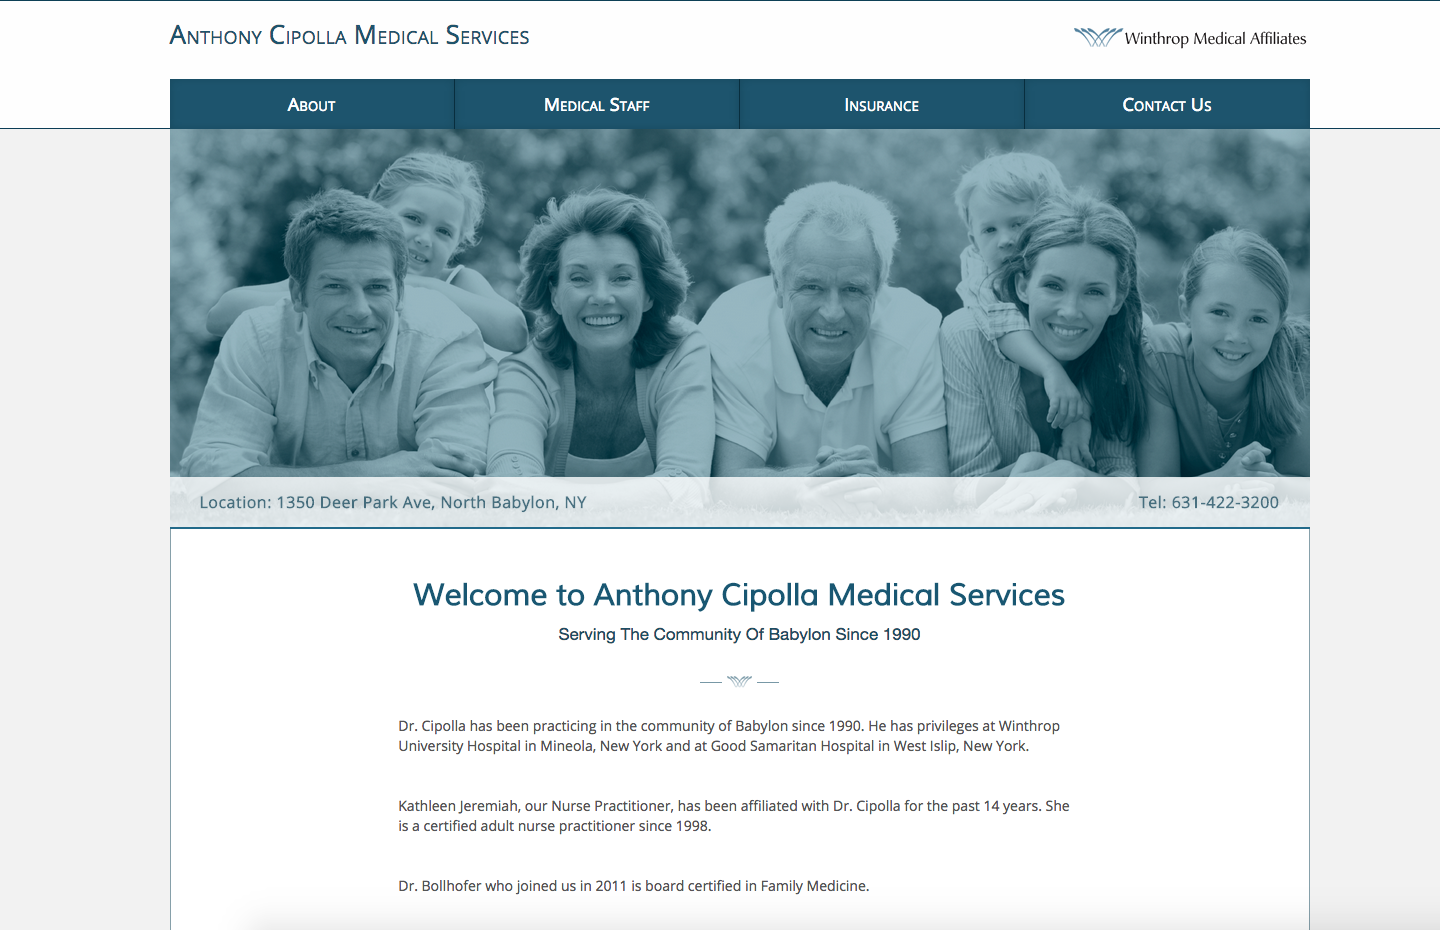 Anthony Cipolla Medical Services
Winthrop Medical Affiliates
About
Medical Staff
Insurance
Contact Us
Location: 1350 Deer Park Ave, North Babylon, NY
Tel: 631-422-3200
Welcome to Anthony Cipolla Medical Services
Serving The Community Of Babylon Since 1990
Dr. Cipolla has been practicing in the community of Babylon since 1990. He has privileges at Winthrop
University Hospital in Mineola, New York and at Good Samaritan Hospital in West Islip, New York.
Kathleen Jeremiah, our Nurse Practitioner, has been affiliated with Dr. Cipolla for the past 14 years. She
is a certified adult nurse practitioner since 1998.
Dr. Bollhofer who joined us in 2011 is board certified in Family Medicine.